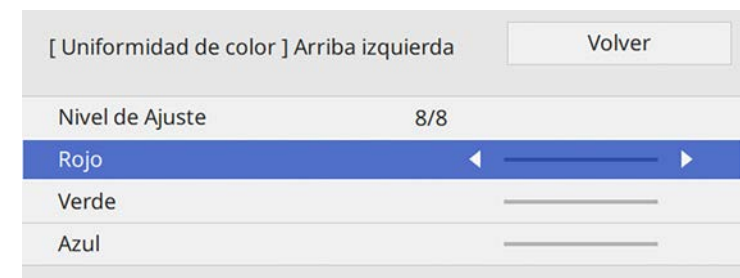 [ Uniformidad de color ] Arriba izquierda Volver
Nivel de Ajuste 8/8
Rojo
Verde
Azul